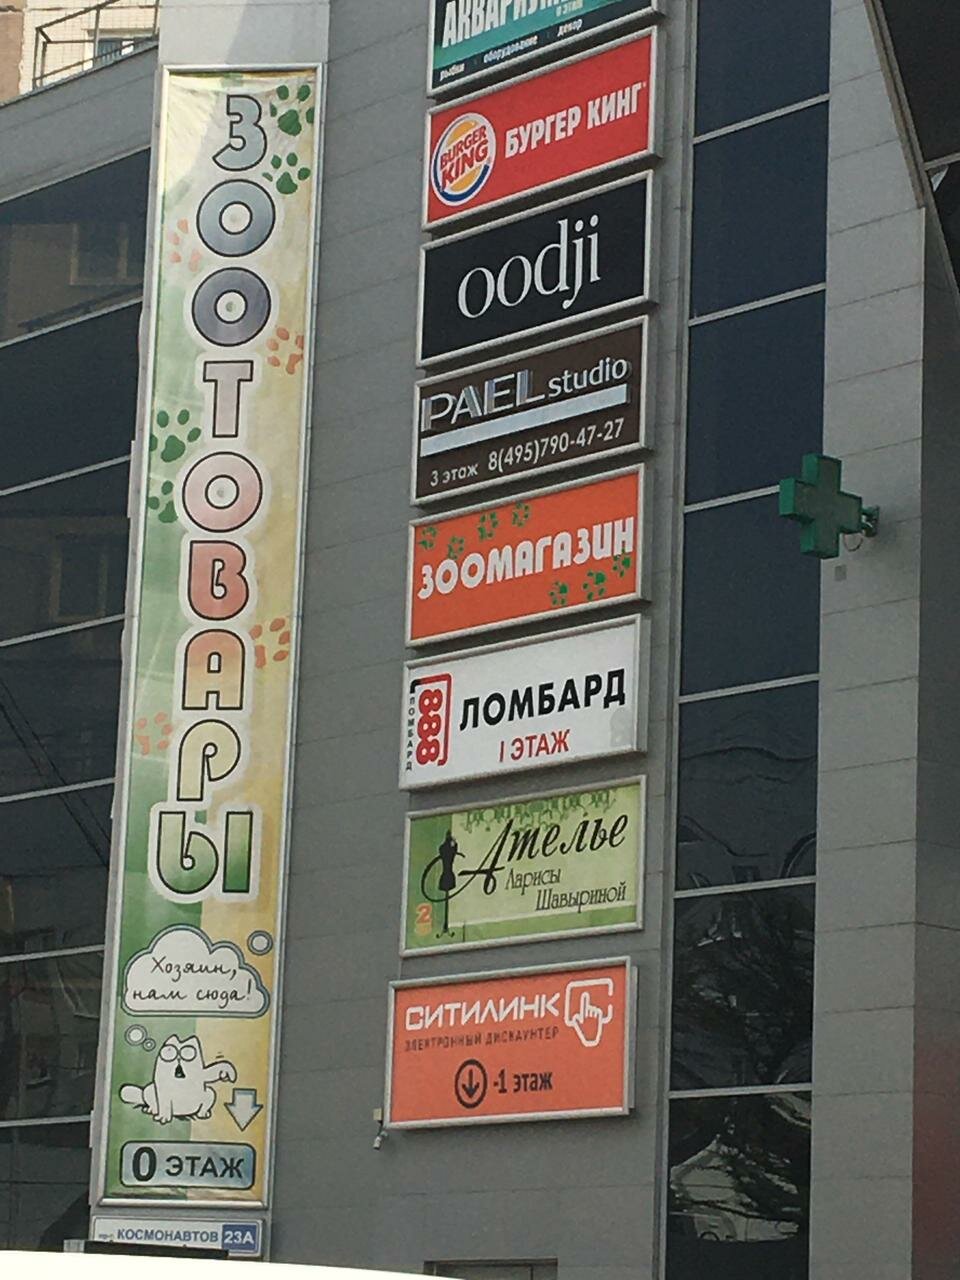 ЗООТОВАРЫ
Хозяин,
нам сюда!
0 ЭТАЖ
КОСМОНАВТОВ 23А
рыбки оборудование декор
BURGER
KING
БУРГЕР КИНГ
oodji
PAEL studio
3 этаж 8(495)790-47-27
ЗООМАГАЗИН
ЛОМБАРД
888
ЛОМБАРД
I ЭТАЖ
Ателье
Ларисы
Шавыриной
2
СИТИЛИНК
ЭЛЕКТРОННЫЙ ДИСКАУНТЕР
-1 этаж